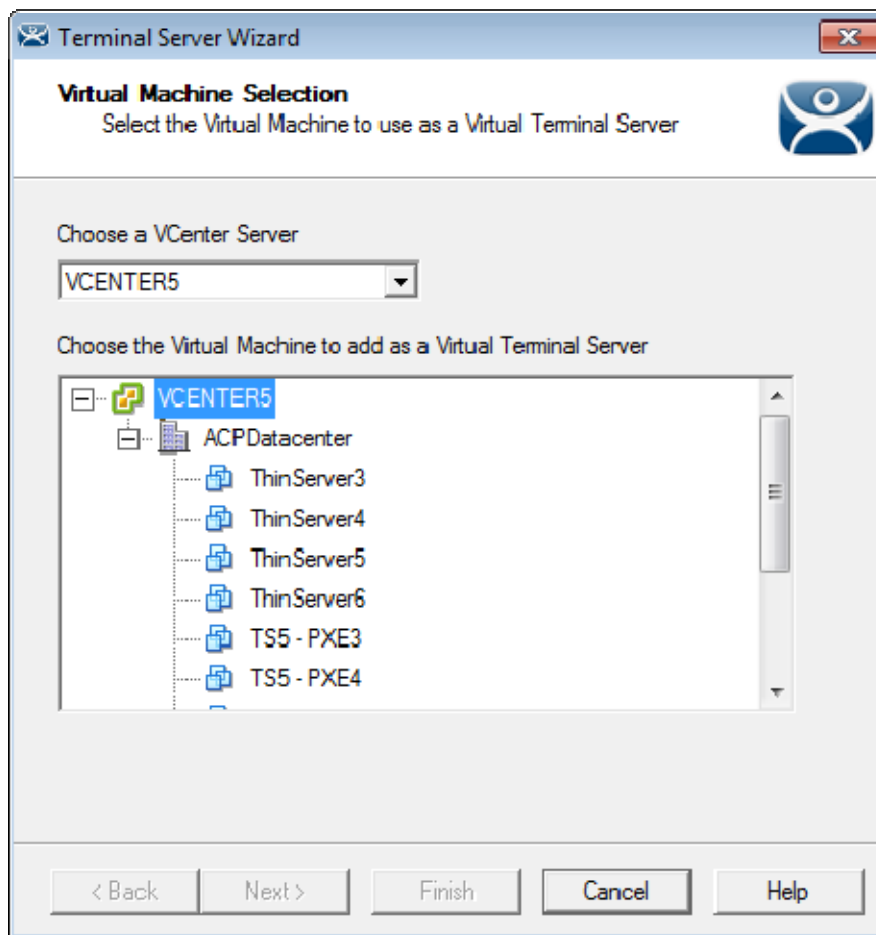 Terminal Server Wizard
Virtual Machine Selection
Select the Virtual Machine to use as a Virtual Terminal Server
Choose a VCenter Server
VCENTER5
Choose the Virtual Machine to add as a Virtual Terminal Server
VCENTER5
ACPDatacenter
ThinServer3
ThinServer4
ThinServer5
ThinServer6
TS5 - PXE3
TS5 - PXE4
< Back Next > Finish Cancel Help